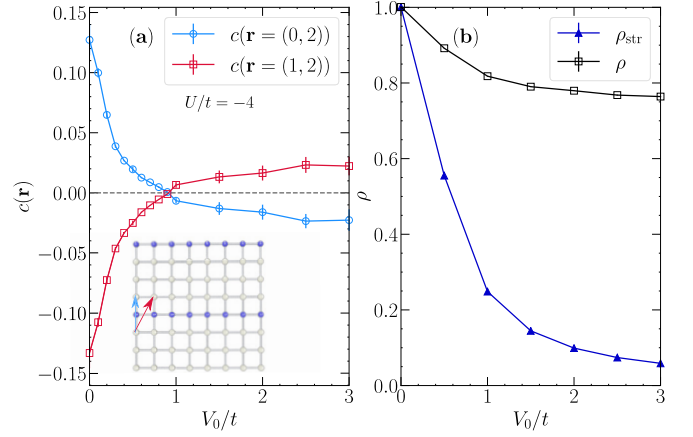 (a)
c(r = (0, 2))
c(r = (1, 2))
U/t = −4
0.15
0.10
0.05
0.00
−0.05
−0.10
−0.15
c(r)
0
1
2
3
V₀/t
(b)
ρstr
ρ
1.0
0.8
0.6
0.4
0.2
0.0
ρ
0
1
2
3
V₀/t